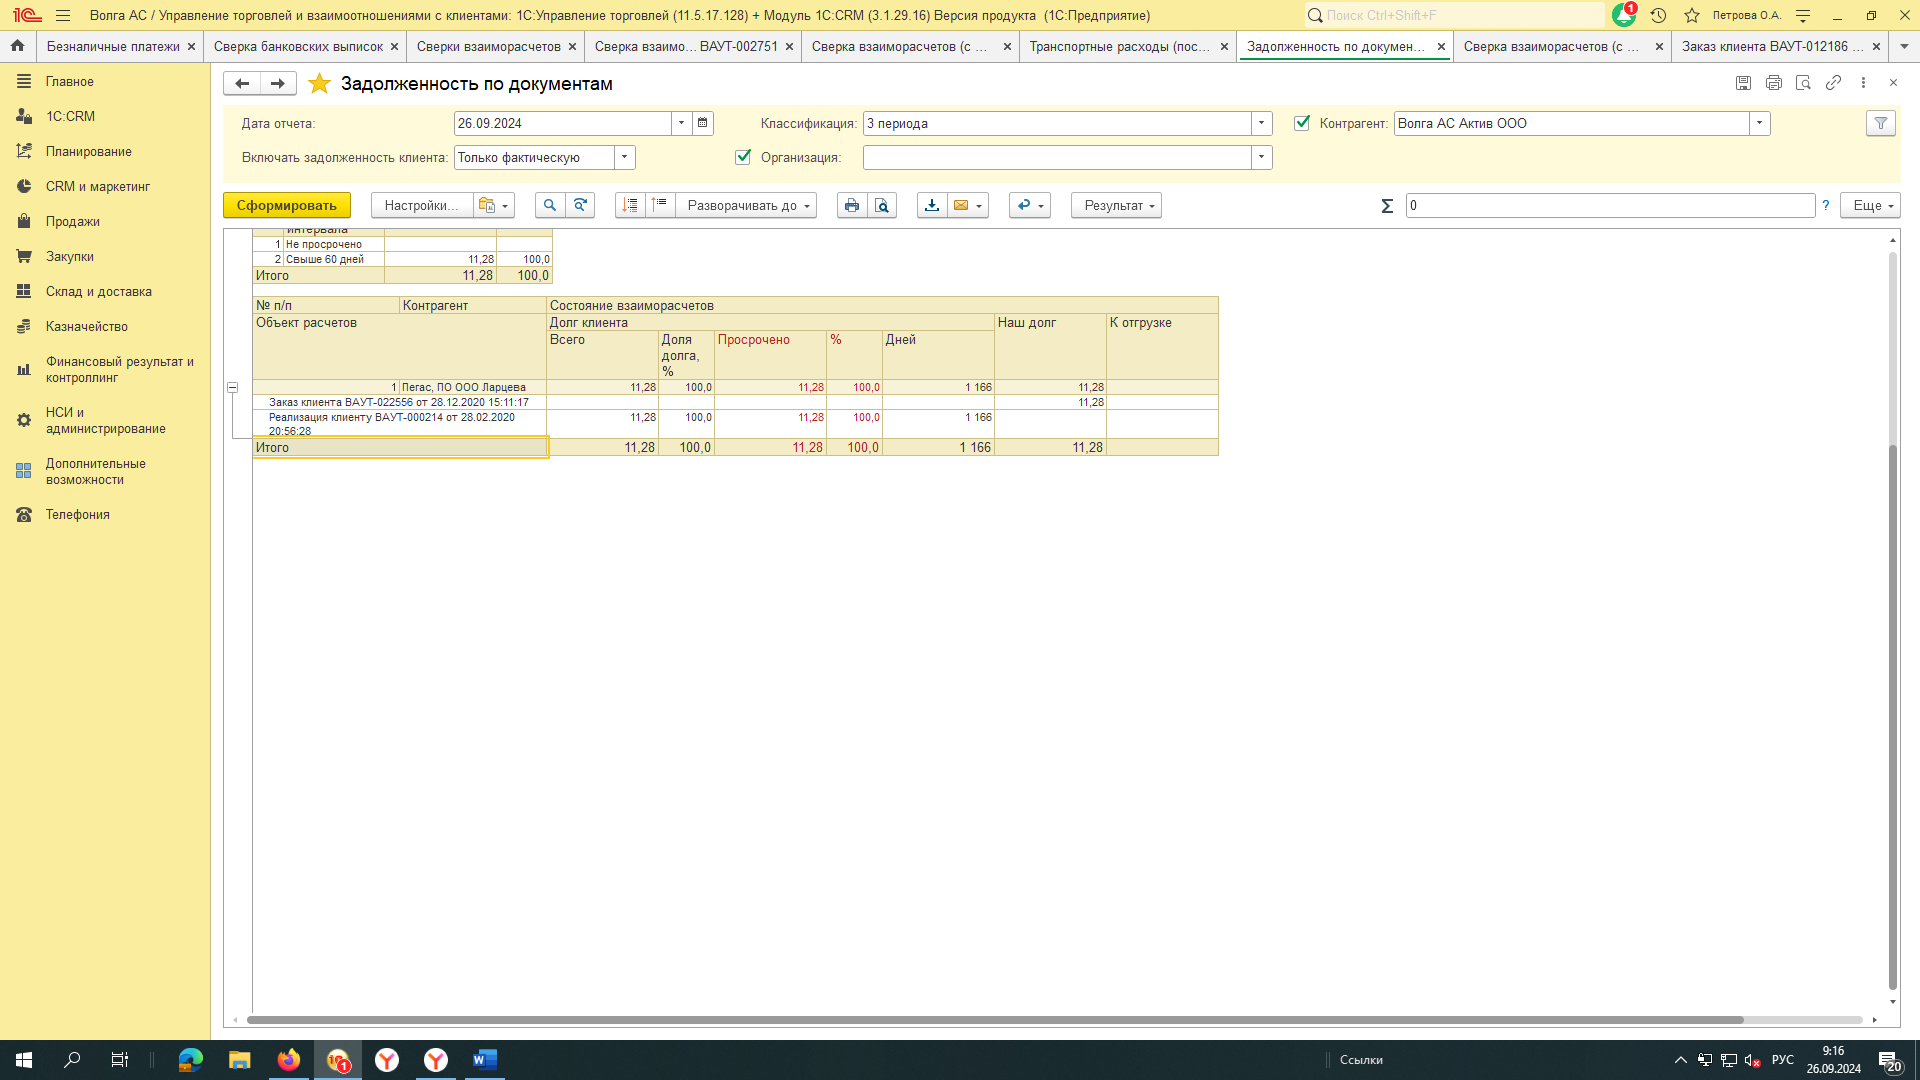 Волга АС / Управление торговлей и взаимоотношениями с клиентами: 1С:Управление торговлей (11.5.17.128) + Модуль 1С:CRM (3.1.29.16) Версия продукта (1С:Предприятие)
Поиск Ctrl+Shift+F
1
Петрова О.А.
Безналичные платежи
Сверка банковских выписок
Сверки взаиморасчетов
Сверка взаимо... ВАУТ-002751
Сверка взаиморасчетов (с ...
Транспортные расходы (пос...
Задолженность по докумен...
Сверка взаиморасчетов (с ...
Заказ клиента ВАУТ-012186 ...
Главное
1С:CRM
Планирование
CRM и маркетинг
Продажи
Закупки
Склад и доставка
Казначейство
Финансовый результат и
контроллинг
НСИ и
администрирование
Дополнительные
возможности
Телефония
Задолженность по документам
Дата отчета: 26.09.2024 Классификация: 3 периода Контрагент: Волга АС Актив ООО
Включать задолженность клиента: Только фактическую Организация:
Сформировать Настройки... Разворачивать до Результат Σ 0 ? Еще
интервала
1 Не просрочено
2 Свыше 60 дней 11,28 100,0
Итого 11,28 100,0
№ п/п Контрагент Состояние взаиморасчетов
Объект расчетов Долг клиента Наш долг К отгрузке
Всего Доля Просрочено % Дней
долга,
%
1 Пегас, ПО ООО Ларцева 11,28 100,0 11,28 100,0 1 166 11,28
Заказ клиента ВАУТ-022556 от 28.12.2020 15:11:17 11,28
Реализация клиенту ВАУТ-000214 от 28.02.2020 11,28 100,0 11,28 100,0 1 166
20:56:28
Итого 11,28 100,0 11,28 100,0 1 166 11,28
1
Ссылки
РУС
9:16
26.09.2024
20